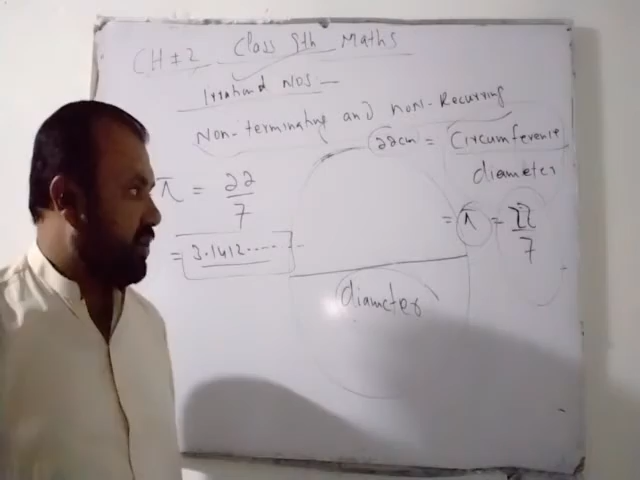 CH # 2 Class 9th Maths
Irrational Nos —
Non-terminating and non-Recurring
22cm = Circumference
diameter
π = 22
7
= π = 22
7
= 3.1412.....
diameter